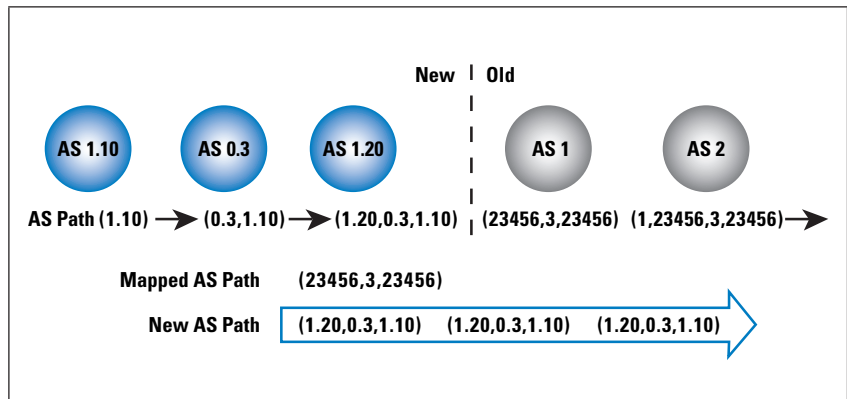 New Old
AS 1.10 AS 0.3 AS 1.20 AS 1 AS 2
AS Path (1.10) (0.3,1.10) (1.20,0.3,1.10) (23456,3,23456) (1,23456,3,23456)
Mapped AS Path (23456,3,23456)
New AS Path (1.20,0.3,1.10) (1.20,0.3,1.10) (1.20,0.3,1.10)